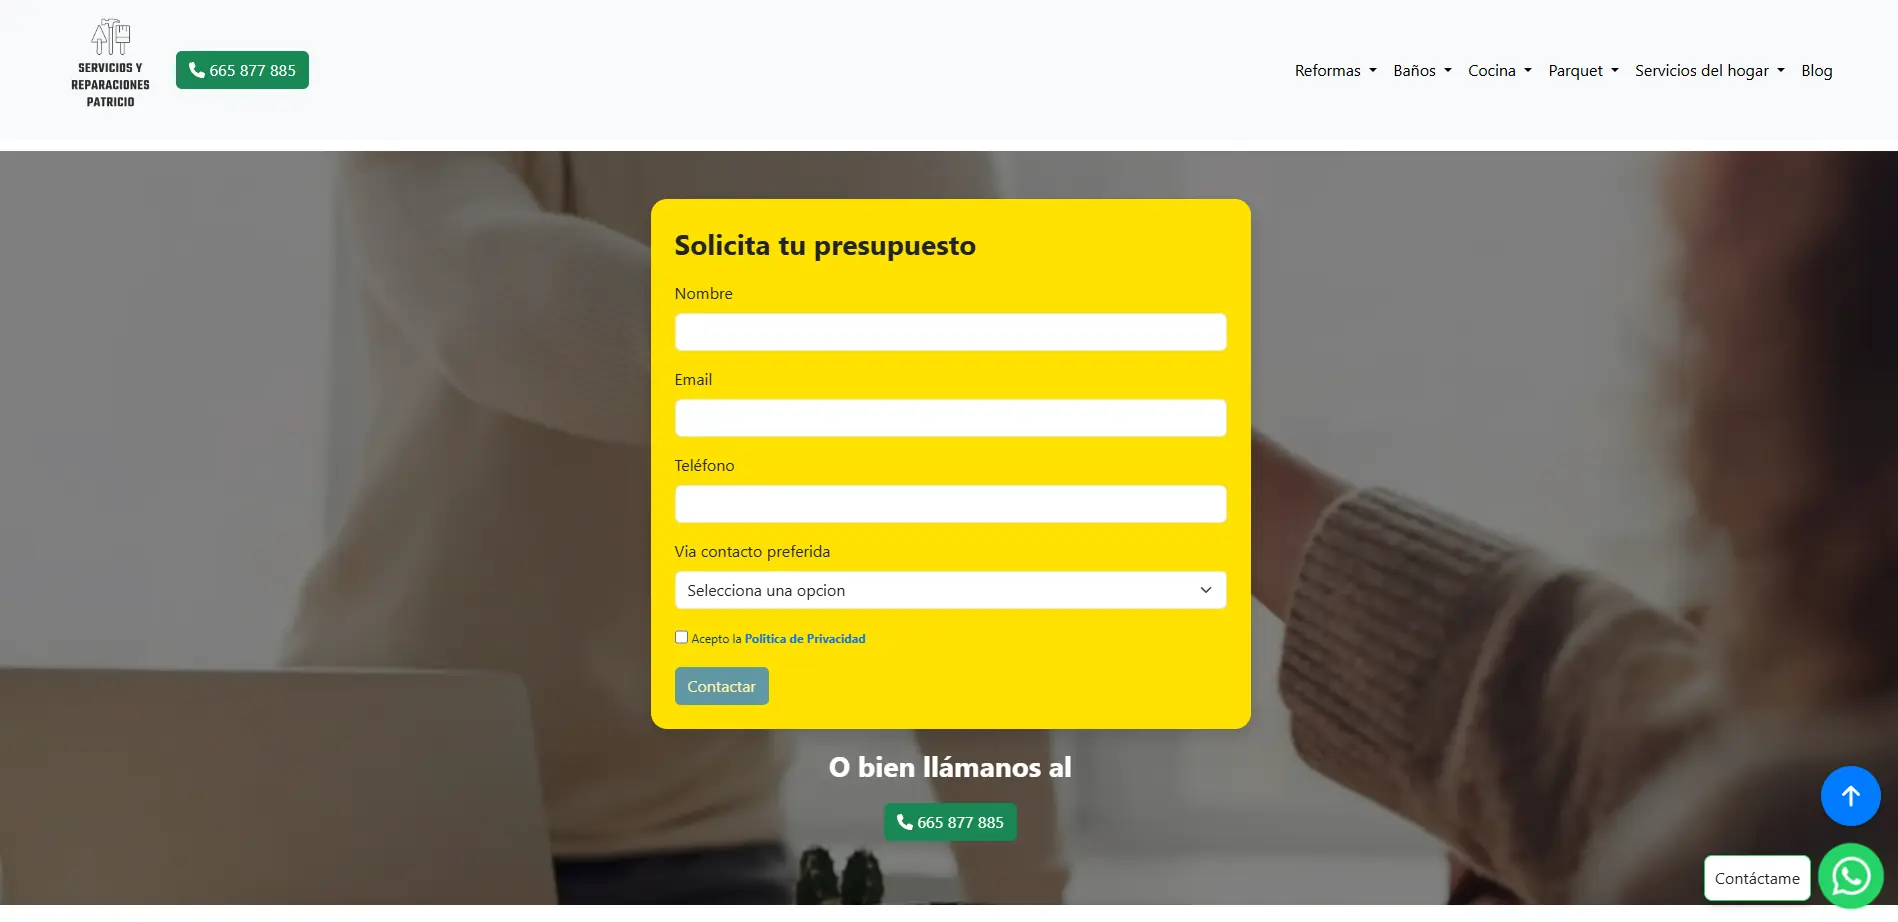 SERVICIOS Y
REPARACIONES
PATRICIO
665 877 885
Reformas
Baños
Cocina
Parquet
Servicios del hogar
Blog
Solicita tu presupuesto
Nombre
Email
Teléfono
Via contacto preferida
Selecciona una opcion
Acepto la Politica de Privacidad
Contactar
O bien llámanos al
665 877 885
Contáctame